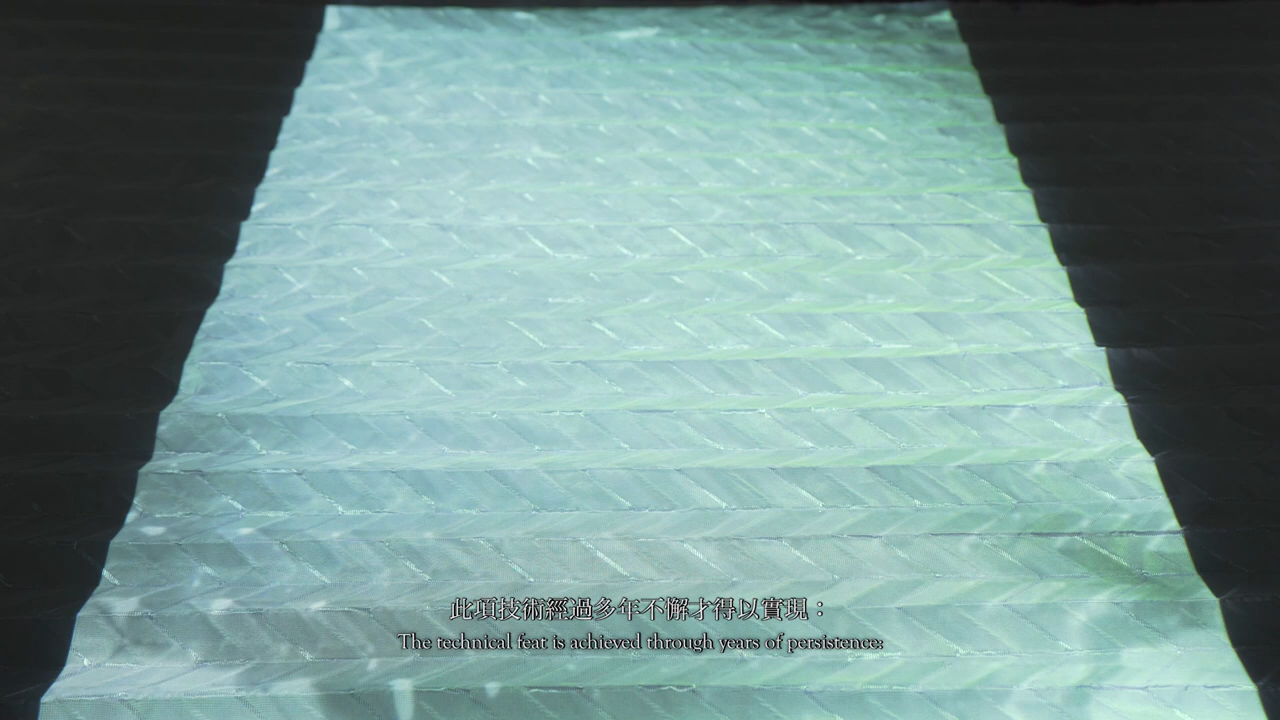 此項技術經過多年不懈才得以實現：
The technical feat is achieved through years of persistence: